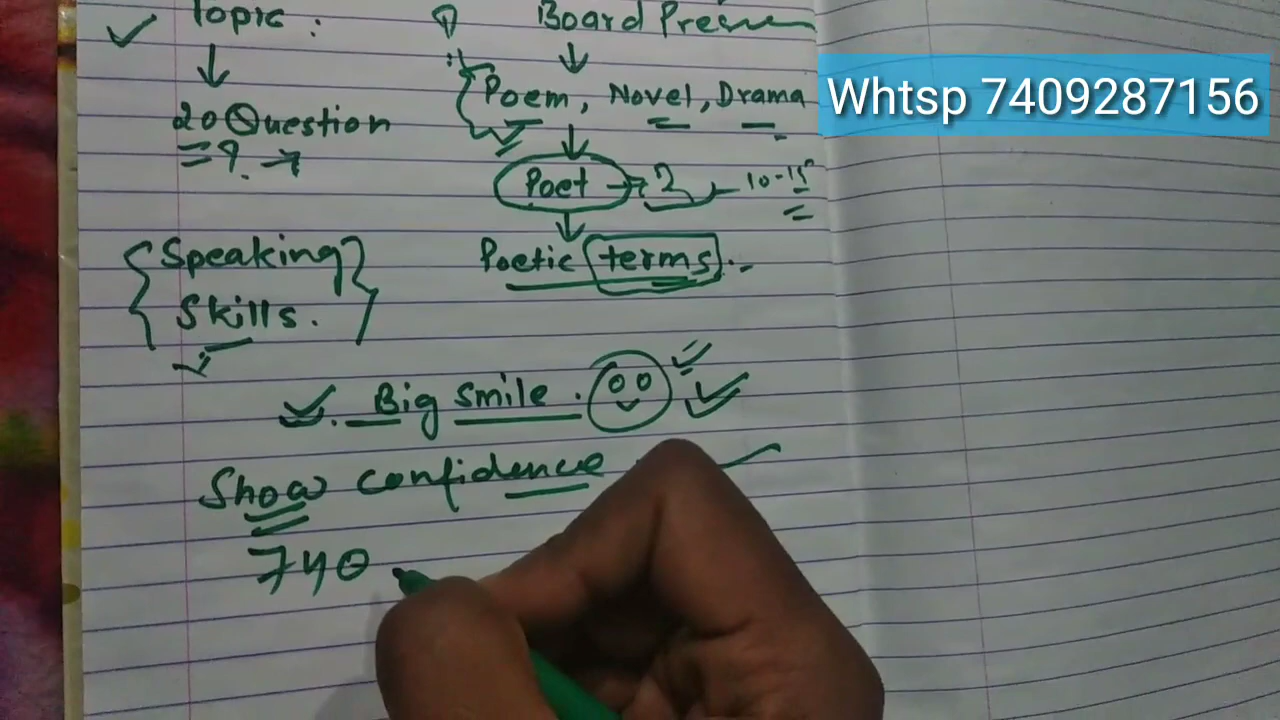 Topic :
Board
Poem, Novel, Drama
Whtsp 7409287156
20 Question
= ?
Poet → 2 10-15
Speaking
Skills.
Poetic terms.
Big smile.
Show confidence
740